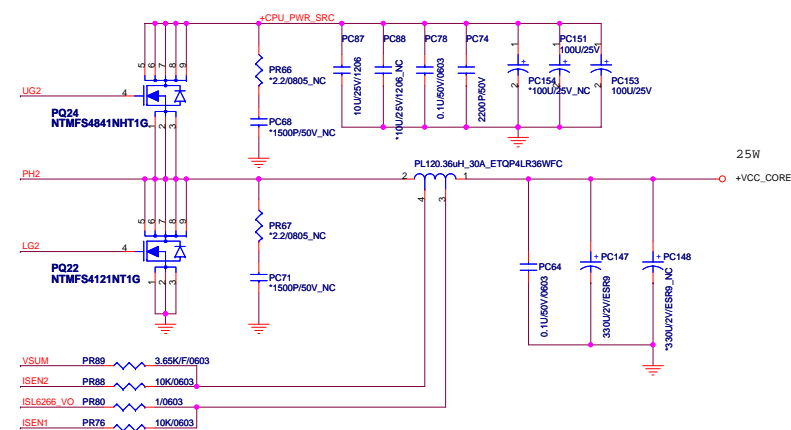 +CPU_PWR_SRC
5 6 7 8 9
PC87
PC88
PC78
PC74
PC151
100U/25V
1
1
PR66
*2.2/0805_NC
10U/25V/1206
*10U/25V/1206_NC
0.1U/50V/0603
2200P/50V
+
+
+
PC154
*100U/25V_NC
PC153
100U/25V
2
2
UG2
4
PQ24
NTMFS4841NHT1G
1 2 3
PC68
*1500P/50V_NC
25W
PL120.36uH_30A_ETQP4LR36WFC
PH2
2
1
+VCC_CORE
4
3
5 6 7 8 9
PR67
*2.2/0805_NC
LG2
4
PQ22
NTMFS4121NT1G
1 2 3
PC71
*1500P/50V_NC
PC64
0.1U/50V/0603
+
PC147
330U/2V/ESR9
+
PC148
*330U/2V/ESR9_NC
VSUM PR89 3.65K/F/0603
ISEN2 PR88 10K/0603
ISL6266_VO PR80 1/0603
ISEN1 PR76 10K/0603